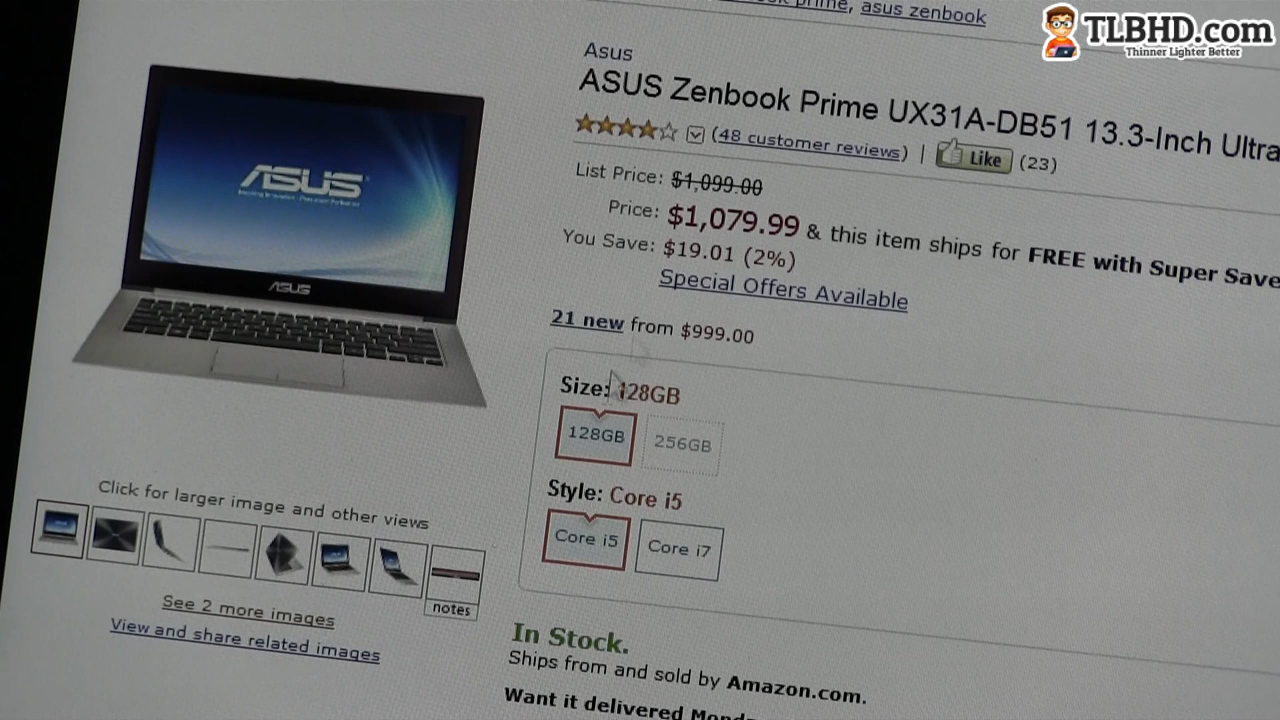 prime, asus zenbook
TLBHD.com
Thinner Lighter Better
Asus
ASUS Zenbook Prime UX31A-DB51 13.3-Inch Ultra
(48 customer reviews) | Like (23)
List Price: $1,099.00
Price: $1,079.99 & this item ships for FREE with Super Save
You Save: $19.01 (2%)
Special Offers Available
21 new from $999.00
Size: 128GB
128GB 256GB
Style: Core i5
Core i5 Core i7
In Stock.
Ships from and sold by Amazon.com.
Want it delivered Mond
ASUS
ASUS
Click for larger image and other views
notes
See 2 more images
View and share related images